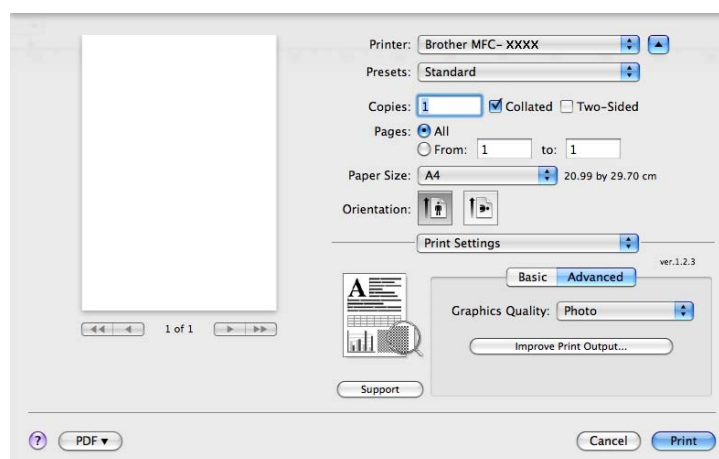 Printer: Brother MFC- XXXX
Presets: Standard
Copies: 1 Collated Two-Sided
Pages: All
From: 1 to: 1
Paper Size: A4 20.99 by 29.70 cm
Orientation:
Print Settings
ver.1.2.3
Basic Advanced
A
Graphics Quality: Photo
1 of 1
Improve Print Output...
Support
? PDF▼ Cancel Print